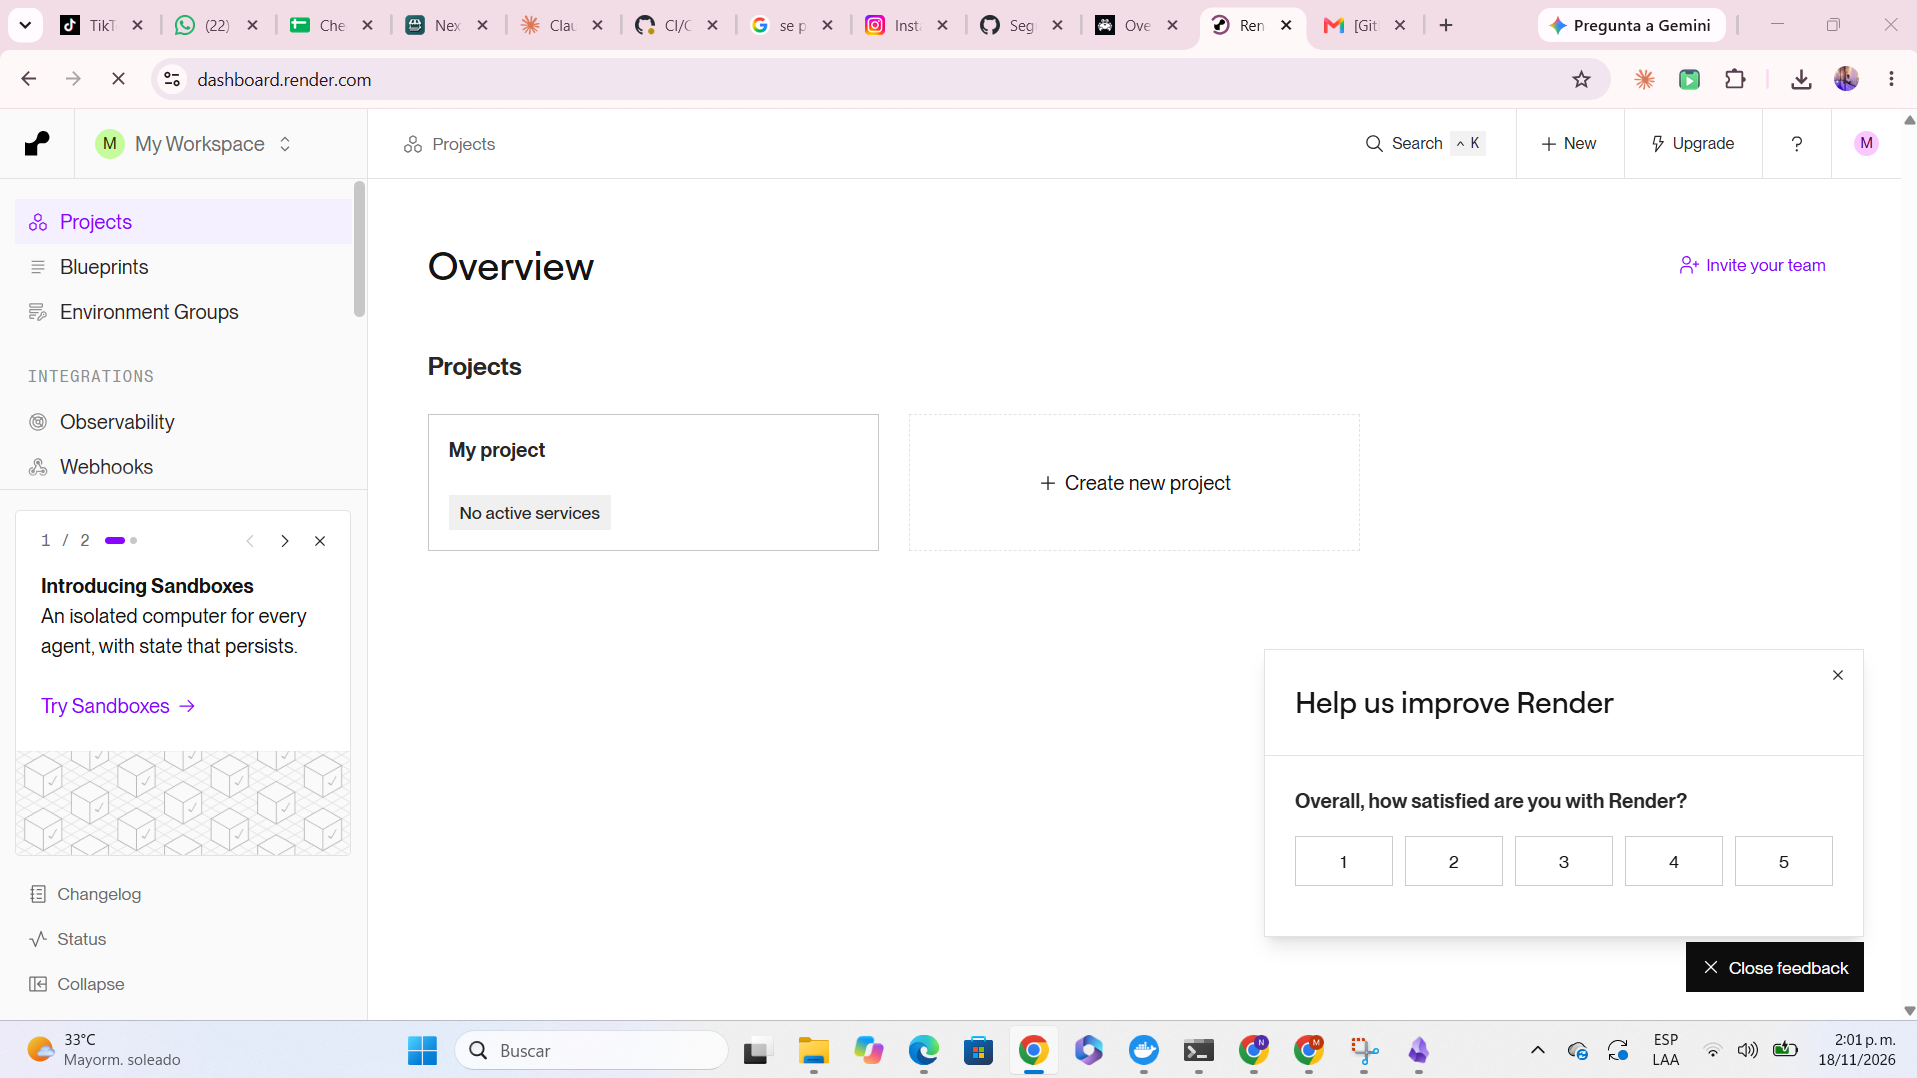 TikT
(22)
Che
Nex
Clau
CI/C
se p
Inst
Seg
Ove
Ren
[Git
Pregunta a Gemini
dashboard.render.com
M My Workspace
Projects
Search ^ K
+ New
Upgrade
?
M
Projects
Blueprints
Environment Groups
INTEGRATIONS
Observability
Webhooks
1 / 2
Introducing Sandboxes
An isolated computer for every
agent, with state that persists.
Try Sandboxes →
Changelog
Status
Collapse
Overview
Invite your team
Projects
My project
No active services
+ Create new project
Help us improve Render
Overall, how satisfied are you with Render?
1 2 3 4 5
Close feedback
33°C
Mayorm. soleado
Buscar
N
M
ESP
LAA
2:01 p. m.
18/11/2026